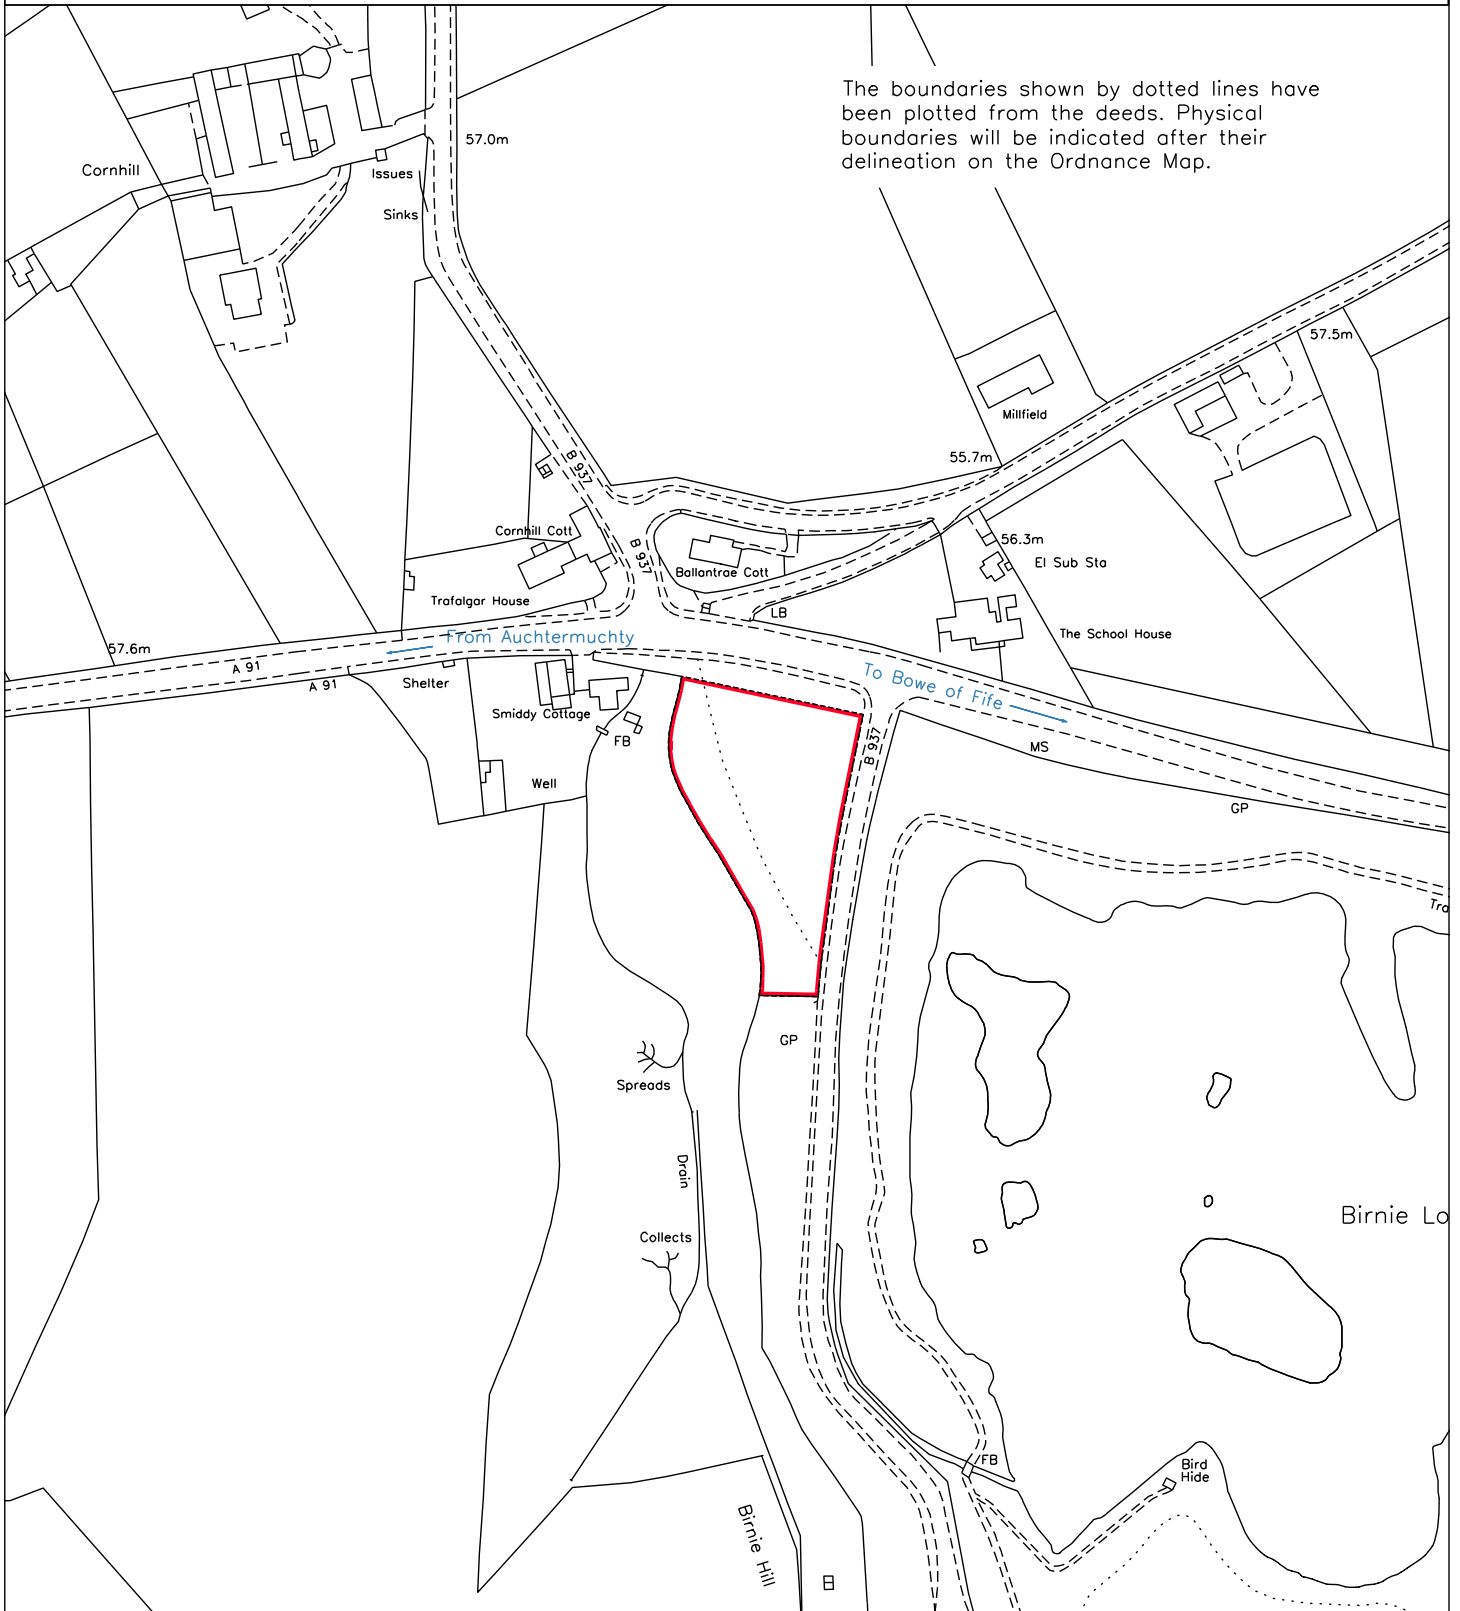 The boundaries shown by dotted lines have
been plotted from the deeds. Physical
boundaries will be indicated after their
delineation on the Ordnance Map.
57.0m
Cornhill
Issues
Sinks
57.5m
Millfield
55.7m
B 937
Cornhill Cott
B 937
56.3m
El Sub Sta
Ballantrae Cott
Trafalgar House
LB
The School House
From Auchtermuchty
57.6m
A 91
A 91
Shelter
To Bowe of Fife
Smiddy Cottage
FB
B 937
MS
Well
GP
Tra
GP
Spreads
Drain
Birnie Lo
Collects
FB
Bird
Hide
Birnie Hill